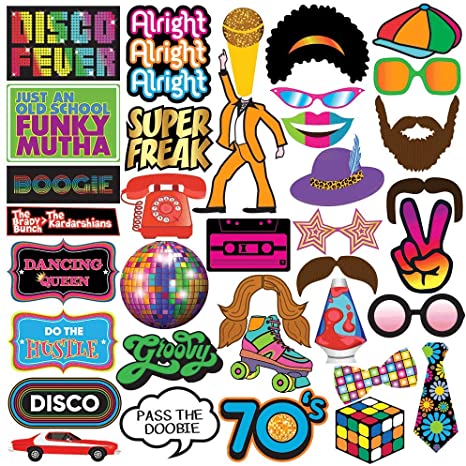 DISCO
FEVER
Alright
Alright
Alright
JUST AN
OLD SCHOOL
FUNKY
MUTHA
SUPER
FREAK
BOOGIE
The
Brady >
Bunch
The
Kardarshians
DANCING
QUEEN
DO THE
HUSTLE
Groovy
DISCO
PASS THE
DOOBIE
70's